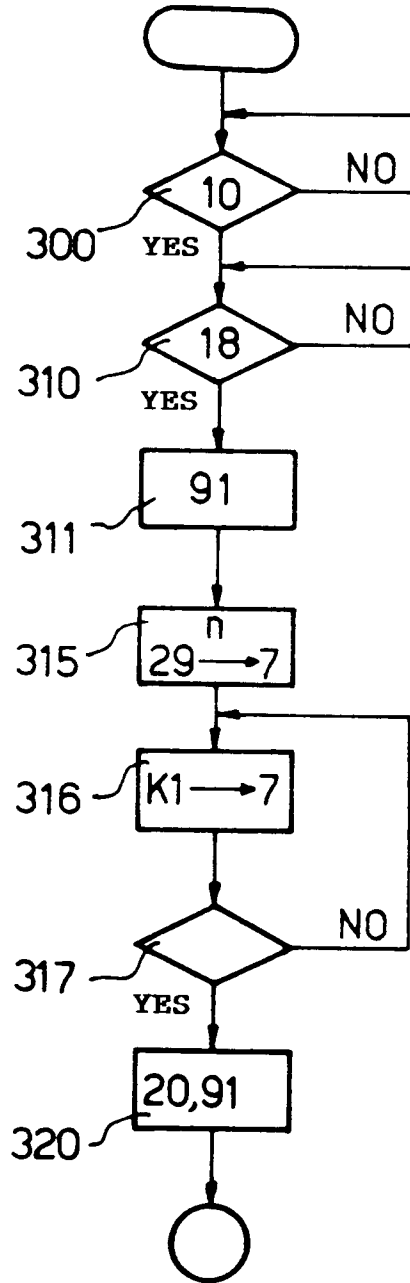 10
NO
300
YES
18
NO
310
YES
91
311
n
29 → 7
315
K1 → 7
316
NO
317
YES
20,91
320